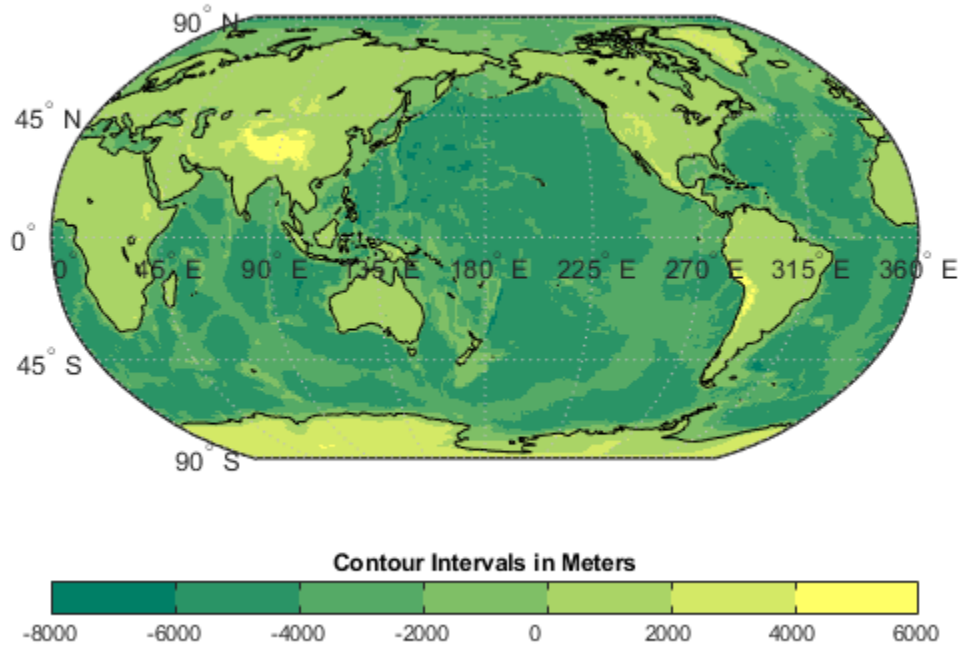 90° N
45° N
0°
0° 45° E 90° E 135° E 180° E 225° E 270° E 315° E 360° E
45° S
90° S
Contour Intervals in Meters
-8000 -6000 -4000 -2000 0 2000 4000 6000